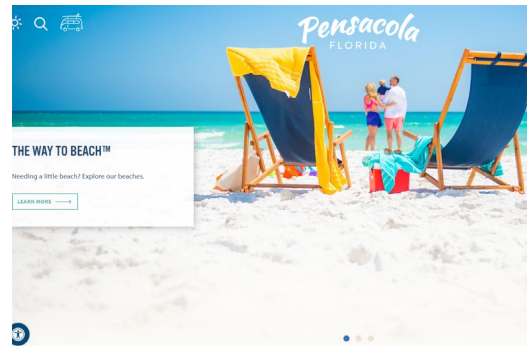 Pensacola
FLORIDA
THE WAY TO BEACH™
Needing a little beach? Explore our beaches.
LEARN MORE